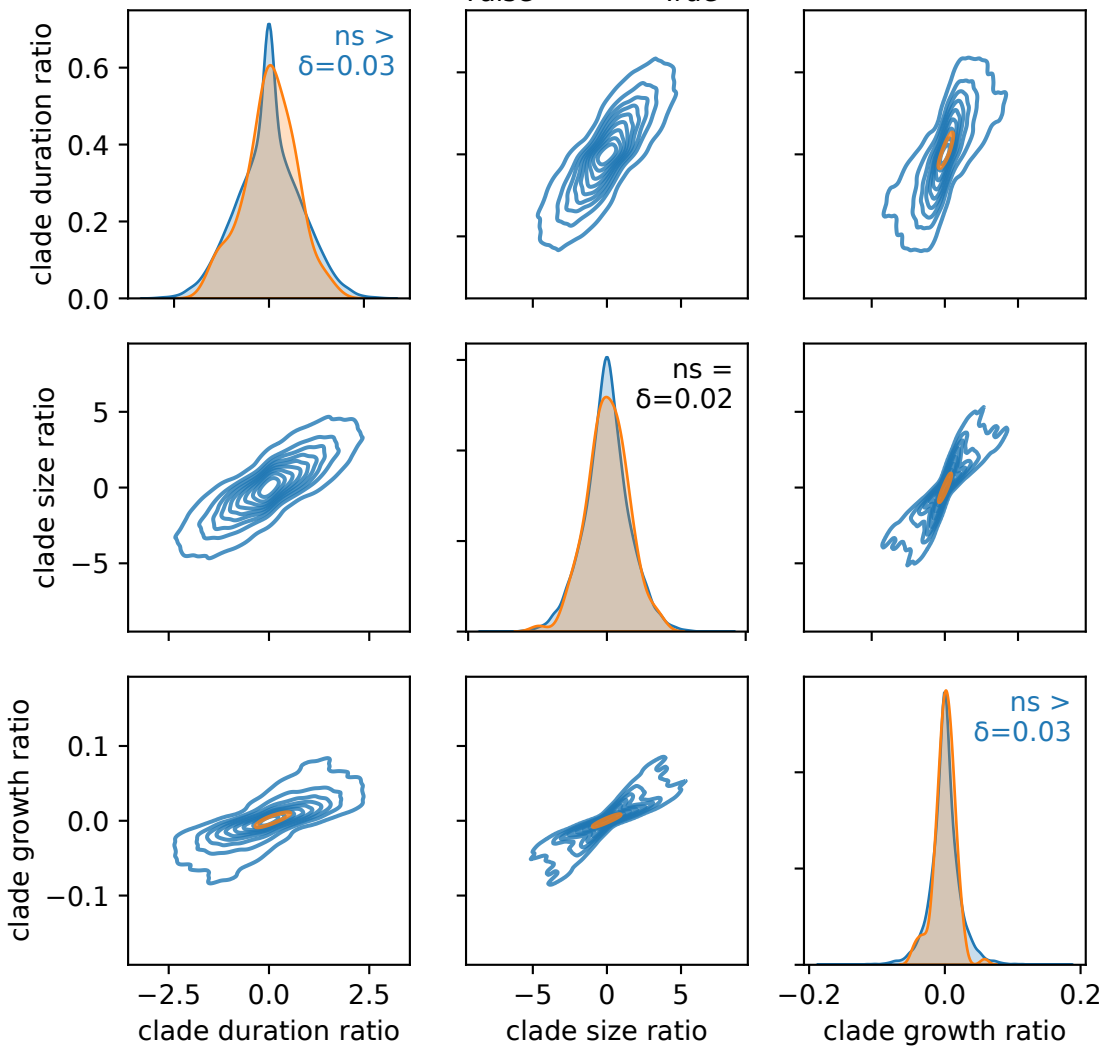 True
clade duration ratio
0.6
0.4
0.2
0.0
ns >
δ=0.03
clade size ratio
5
0
−5
ns =
δ=0.02
clade growth ratio
0.1
0.0
−0.1
ns >
δ=0.03
−2.5 0.0 2.5
−5 0 5
−0.2 0.0 0.2
clade duration ratio
clade size ratio
clade growth ratio